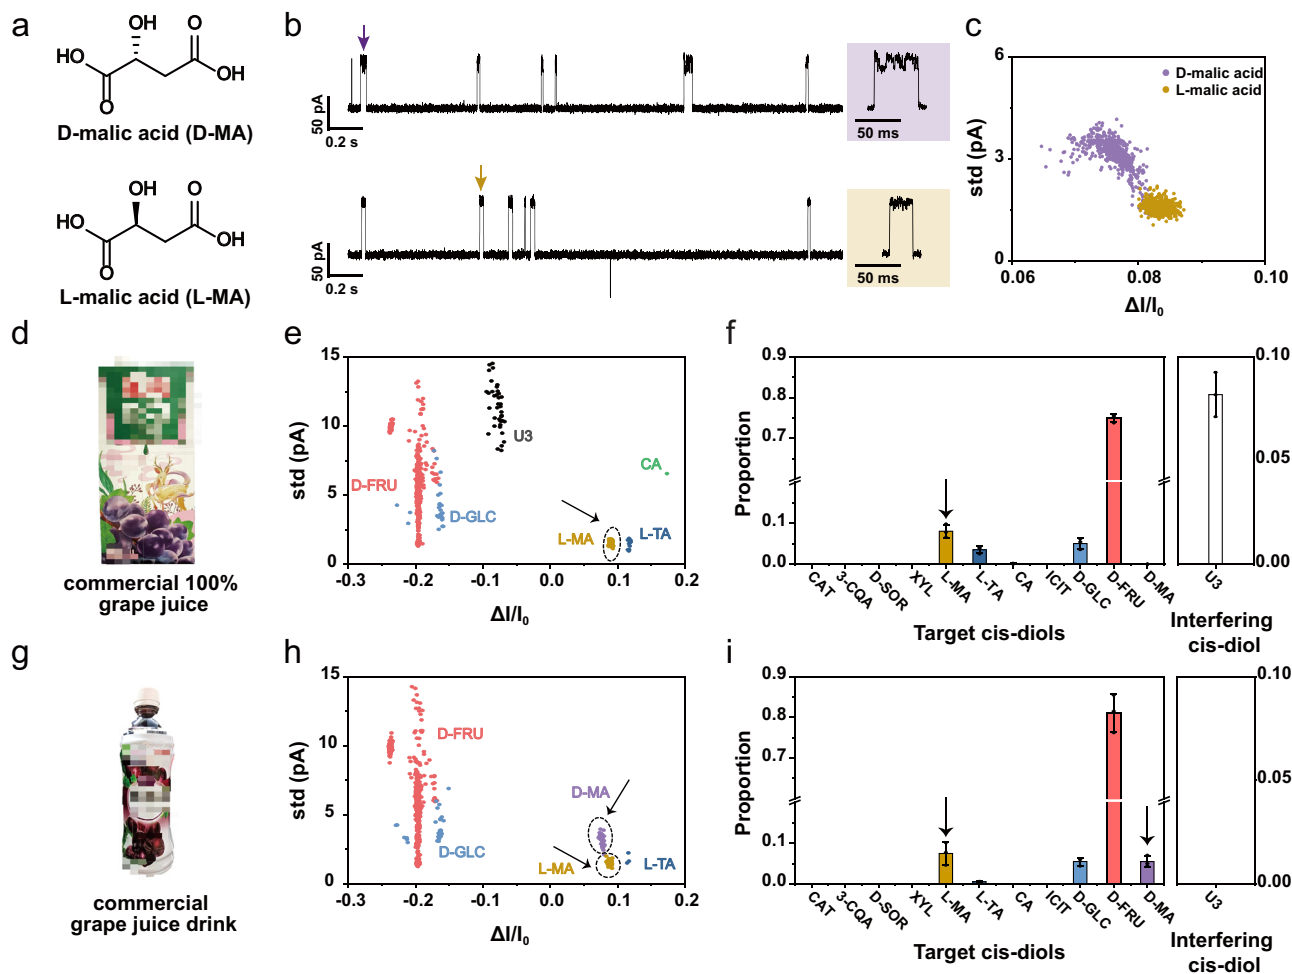 a
OH
O
HO
OH
O
D-malic acid (D-MA)
OH
O
HO
OH
O
L-malic acid (L-MA)
b
50 pA
0.2 s
50 ms
50 pA
0.2 s
50 ms
c
6
3
0
std (pA)
D-malic acid
L-malic acid
0.06
0.08
0.10
ΔI/I0
d
commercial 100%
grape juice
e
15
10
5
0
std (pA)
D-FRU
D-GLC
U3
CA
L-MA
L-TA
-0.3
-0.2
-0.1
0.0
0.1
0.2
ΔI/I0
f
0.9
0.7
0.1
0.0
Proportion
CAT
3-CQA
D-SOR
XYL
L-MA
L-TA
CA
ICIT
D-GLC
D-FRU
D-MA
Target cis-diols
0.10
0.05
0.00
U3
Interfering
cis-diol
g
commercial
grape juice drink
h
15
10
5
0
std (pA)
D-FRU
D-GLC
D-MA
L-MA
L-TA
-0.3
-0.2
-0.1
0.0
0.1
0.2
ΔI/I0
i
0.9
0.8
0.7
0.1
0.0
Proportion
CAT
3-CQA
D-SOR
XYL
L-MA
L-TA
CA
ICIT
D-GLC
D-FRU
D-MA
Target cis-diols
0.10
0.05
0.00
U3
Interfering
cis-diol